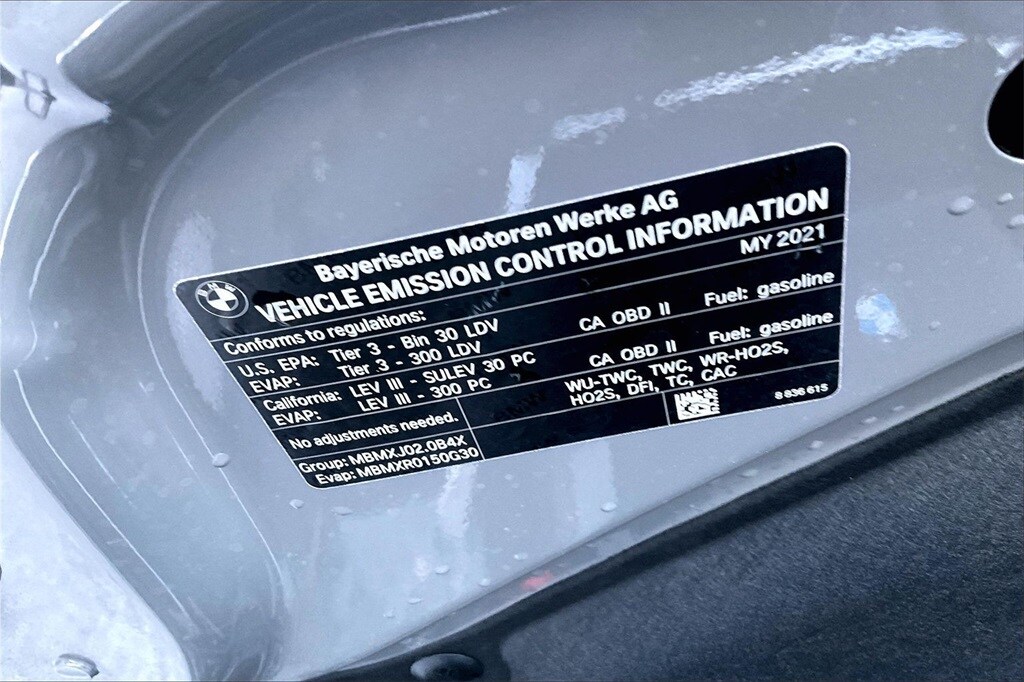 BMW
Bayerische Motoren Werke AG
VEHICLE EMISSION CONTROL INFORMATION
Conforms to regulations: MY 2021
U.S. EPA: Tier 3 - Bin 30 LDV CA OBD II Fuel: gasoline
EVAP: Tier 3 - 300 LDV
California: LEV III - SULEV 30 PC CA OBD II Fuel: gasoline
EVAP: LEV III - 300 PC
No adjustments needed. WU-TWC, TWC, WR-HO2S,
HO2S, DFI, TC, CAC
Group: MBMXJ02.0B4X
Evap: MBMXR0150G30
8 836 615